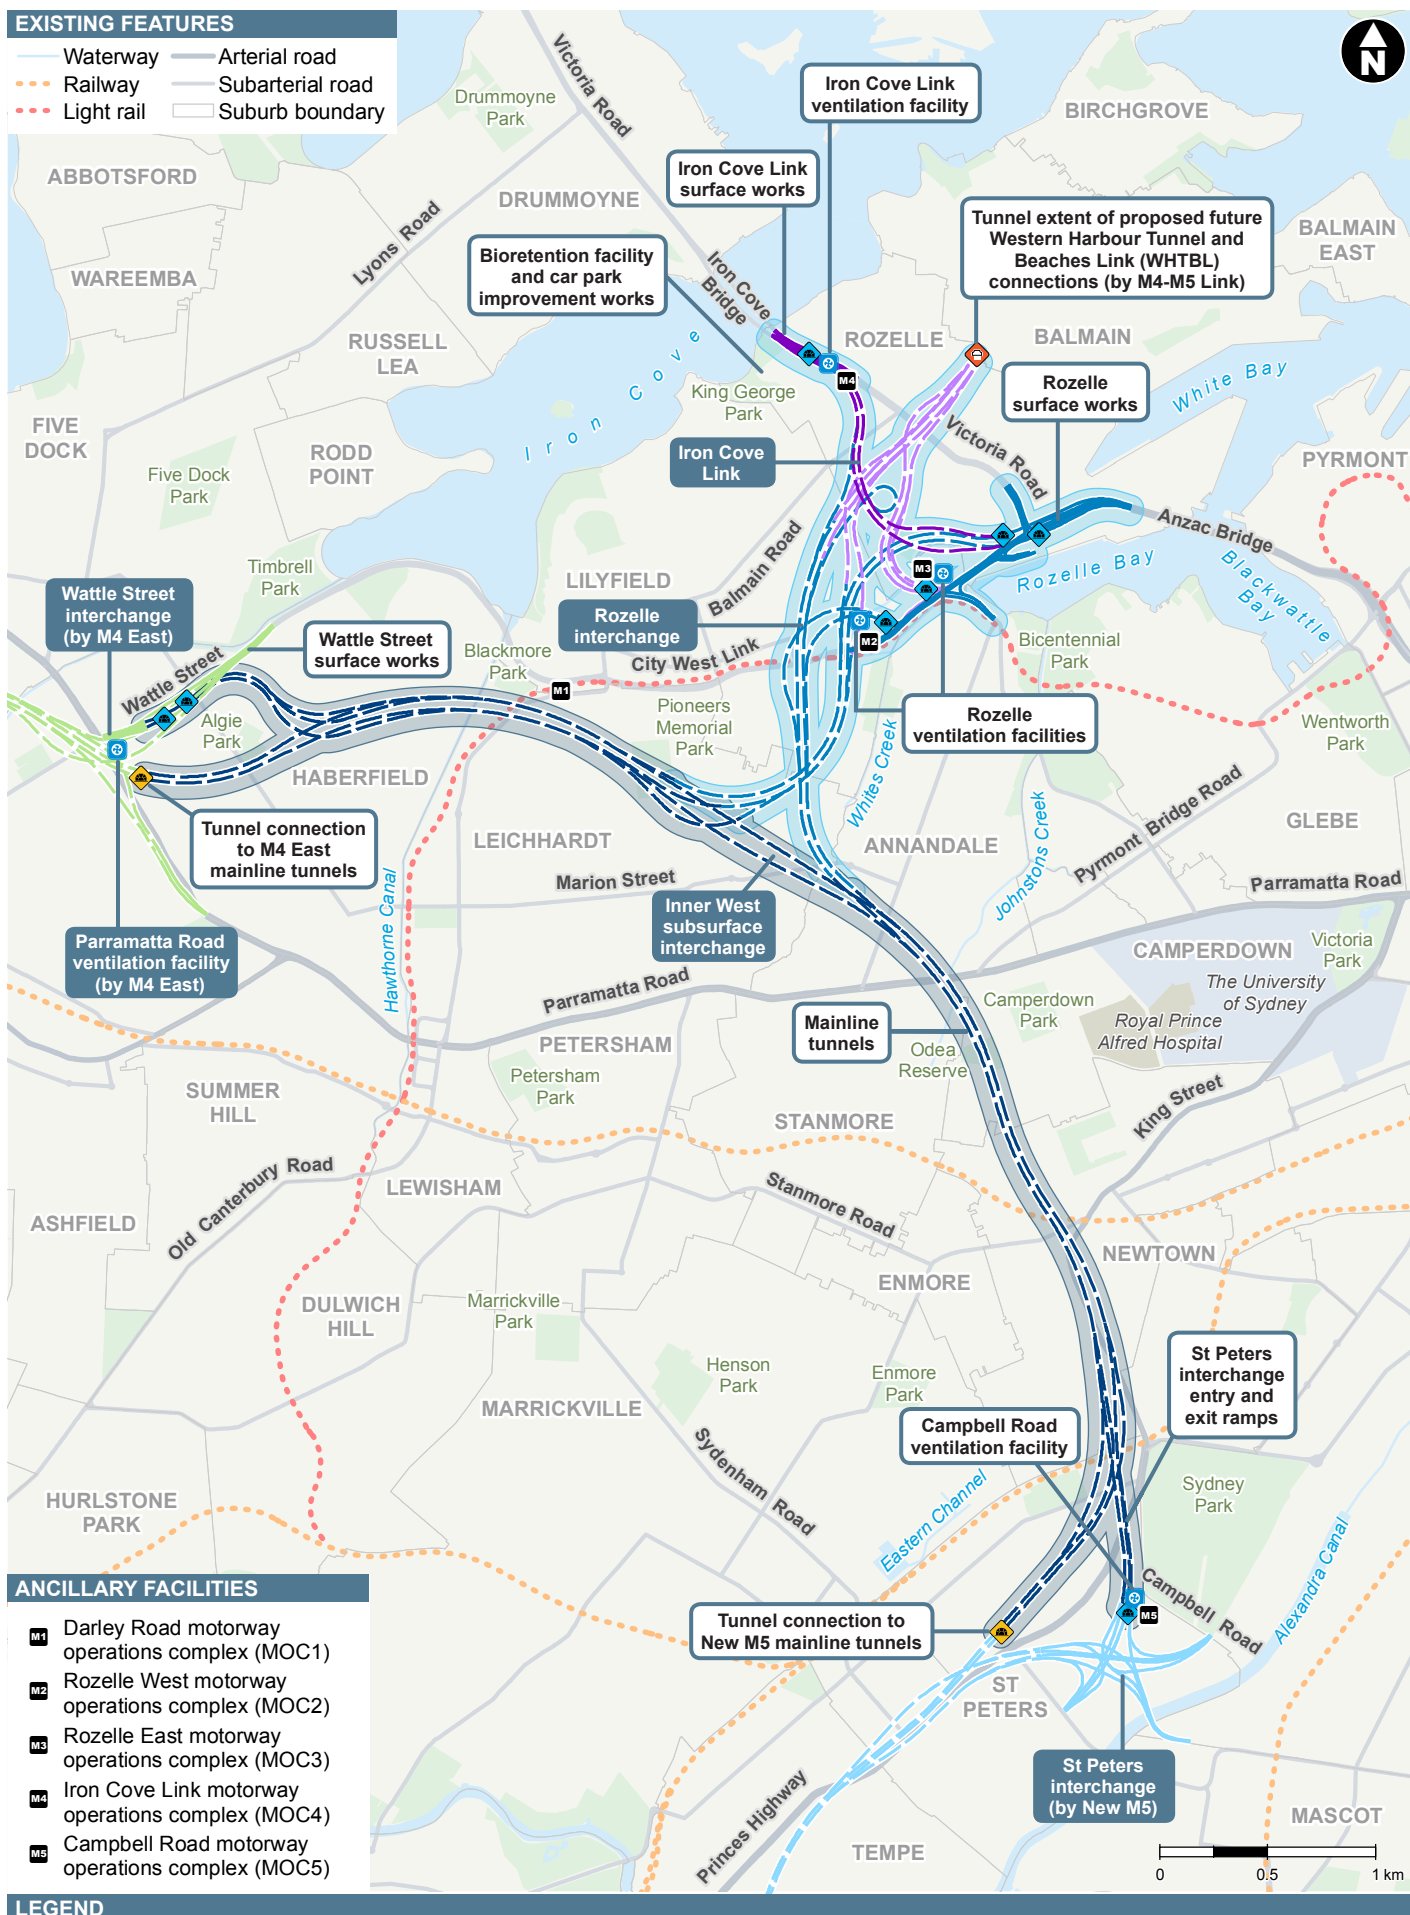 EXISTING FEATURES
Waterway
Arterial road
Railway
Subarterial road
Light rail
Suburb boundary
N
Victoria Road
Drummoyne
Park
Iron Cove Link
ventilation facility
BIRCHGROVE
ABBOTSFORD
Iron Cove Link
surface works
DRUMMOYNE
Lyons Road
Tunnel extent of proposed future
Western Harbour Tunnel and
Beaches Link (WHTBL)
connections (by M4-M5 Link)
BALMAIN
EAST
WAREEMBA
Bioretention facility
and car park
improvement works
Iron Cove
Bridge
RUSSELL
LEA
ROZELLE
BALMAIN
Iron Cove
M4
King George
Park
Rozelle
surface works
White Bay
FIVE
DOCK
RODD
POINT
Five Dock
Park
Iron Cove
Link
Victoria Road
PYRMONT
Anzac Bridge
Timbrell
Park
LILYFIELD
Balmain Road
M3
Rozelle Bay
Blackwattle
Bay
Wattle Street
interchange
(by M4 East)
Rozelle
interchange
Wattle Street
surface works
Blackmore
Park
City West Link
M2
Bicentennial
Park
Wattle Street
M1
Algie
Park
Pioneers
Memorial
Park
Rozelle
ventilation facilities
Wentworth
Park
HABERFIELD
Whites Creek
Tunnel connection
to M4 East
mainline tunnels
LEICHHARDT
ANNANDALE
Johnstons Creek
Pyrmont Bridge Road
GLEBE
Hawthorne Canal
Marion Street
Parramatta Road
Inner West
subsurface
interchange
Parramatta Road
ventilation facility
(by M4 East)
CAMPERDOWN
Victoria
Park
The University
of Sydney
Parramatta Road
Camperdown
Park
Royal Prince
Alfred Hospital
Mainline
tunnels
PETERSHAM
Odea
Reserve
Petersham
Park
SUMMER
HILL
STANMORE
King Street
Old Canterbury Road
LEWISHAM
Stanmore Road
ASHFIELD
NEWTOWN
ENMORE
DULWICH
HILL
Marrickville
Park
Henson
Park
Enmore
Park
St Peters
interchange
entry and
exit ramps
MARRICKVILLE
Campbell Road
ventilation facility
Sydenham Road
Sydney
Park
HURLSTONE
PARK
Eastern Channel
Alexandra Canal
Campbell Road
M5
Tunnel connection to
New M5 mainline tunnels
ST
PETERS
St Peters
interchange
(by New M5)
Princes Highway
MASCOT
TEMPE
0
0.5
1 km
ANCILLARY FACILITIES
M1
Darley Road motorway
operations complex (MOC1)
M2
Rozelle West motorway
operations complex (MOC2)
M3
Rozelle East motorway
operations complex (MOC3)
M4
Iron Cove Link motorway
operations complex (MOC4)
M5
Campbell Road motorway
operations complex (MOC5)
LEGEND